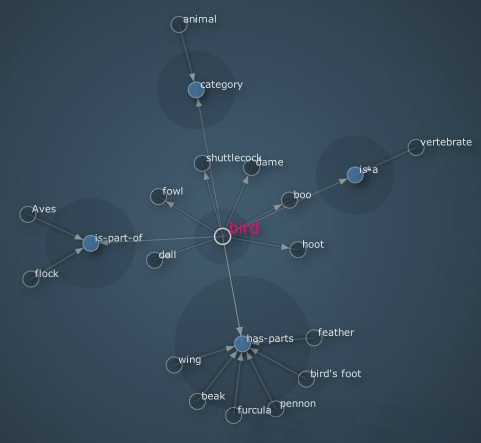 animal
category
shuttlecock
dame
vertebrate
is-a
fowl
boo
Aves
bird
is-part-of
hoot
doll
flock
feather
has-parts
wing
bird's foot
beak
pennon
furcula